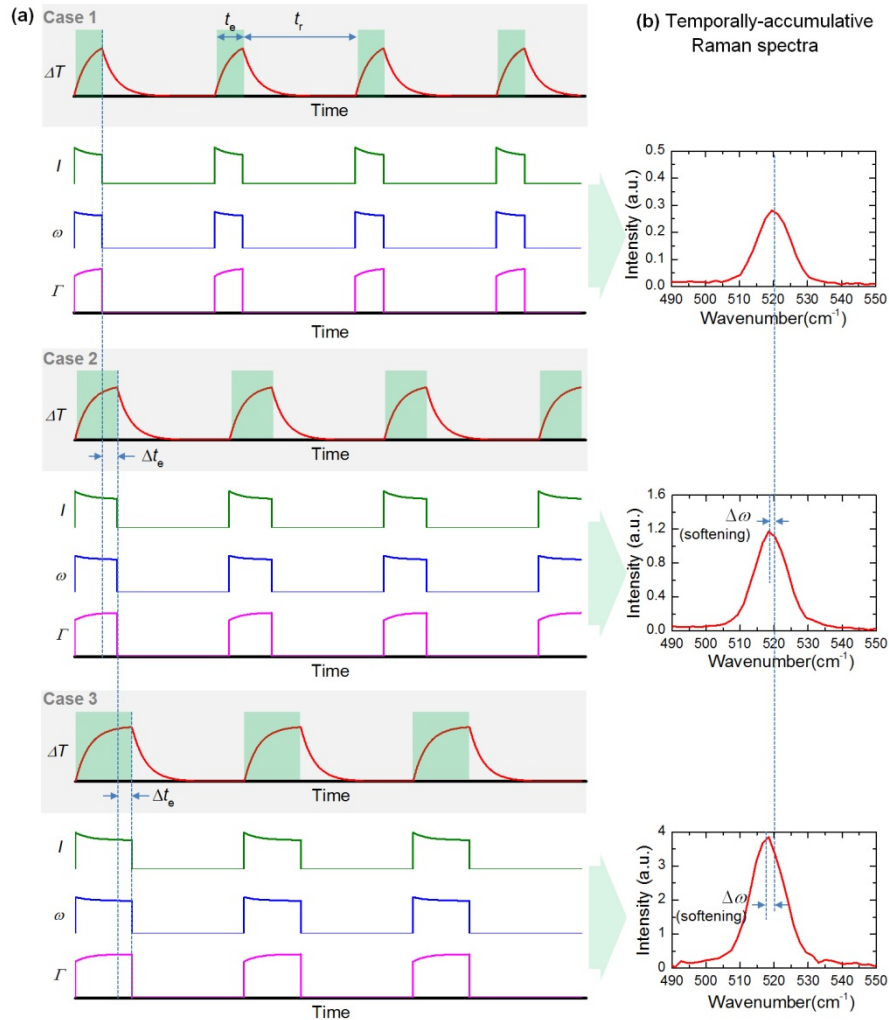 (a)
Case 1
tₑ
tᵣ
ΔT
Time
I
ω
Γ
Time
Case 2
ΔT
Time
Δtₑ
I
ω
Γ
Time
Case 3
ΔT
Time
Δtₑ
I
ω
Γ
Time
(b) Temporally-accumulative
Raman spectra
Intensity (a.u.)
0.5
0.4
0.3
0.2
0.1
0.0
490 500 510 520 530 540 550
Wavenumber(cm⁻¹)
Intensity (a.u.)
1.6
1.2
0.8
0.4
0.0
Δω
(softening)
490 500 510 520 530 540 550
Wavenumber(cm⁻¹)
Intensity (a.u.)
4
3
2
1
0
Δω
(softening)
490 500 510 520 530 540 550
Wavenumber(cm⁻¹)